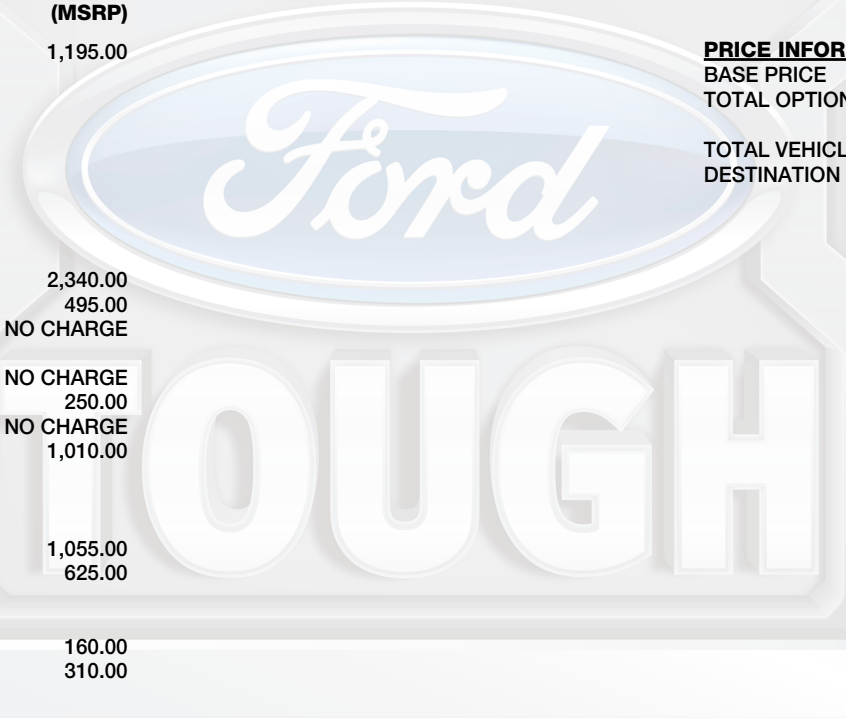 (MSRP)
1,195.00
2,340.00
495.00
NO CHARGE
NO CHARGE
250.00
NO CHARGE
1,010.00
1,055.00
625.00
160.00
310.00
PRICE INFOR
BASE PRICE
TOTAL OPTION
TOTAL VEHICL
DESTINATION
Ford
TOUGH